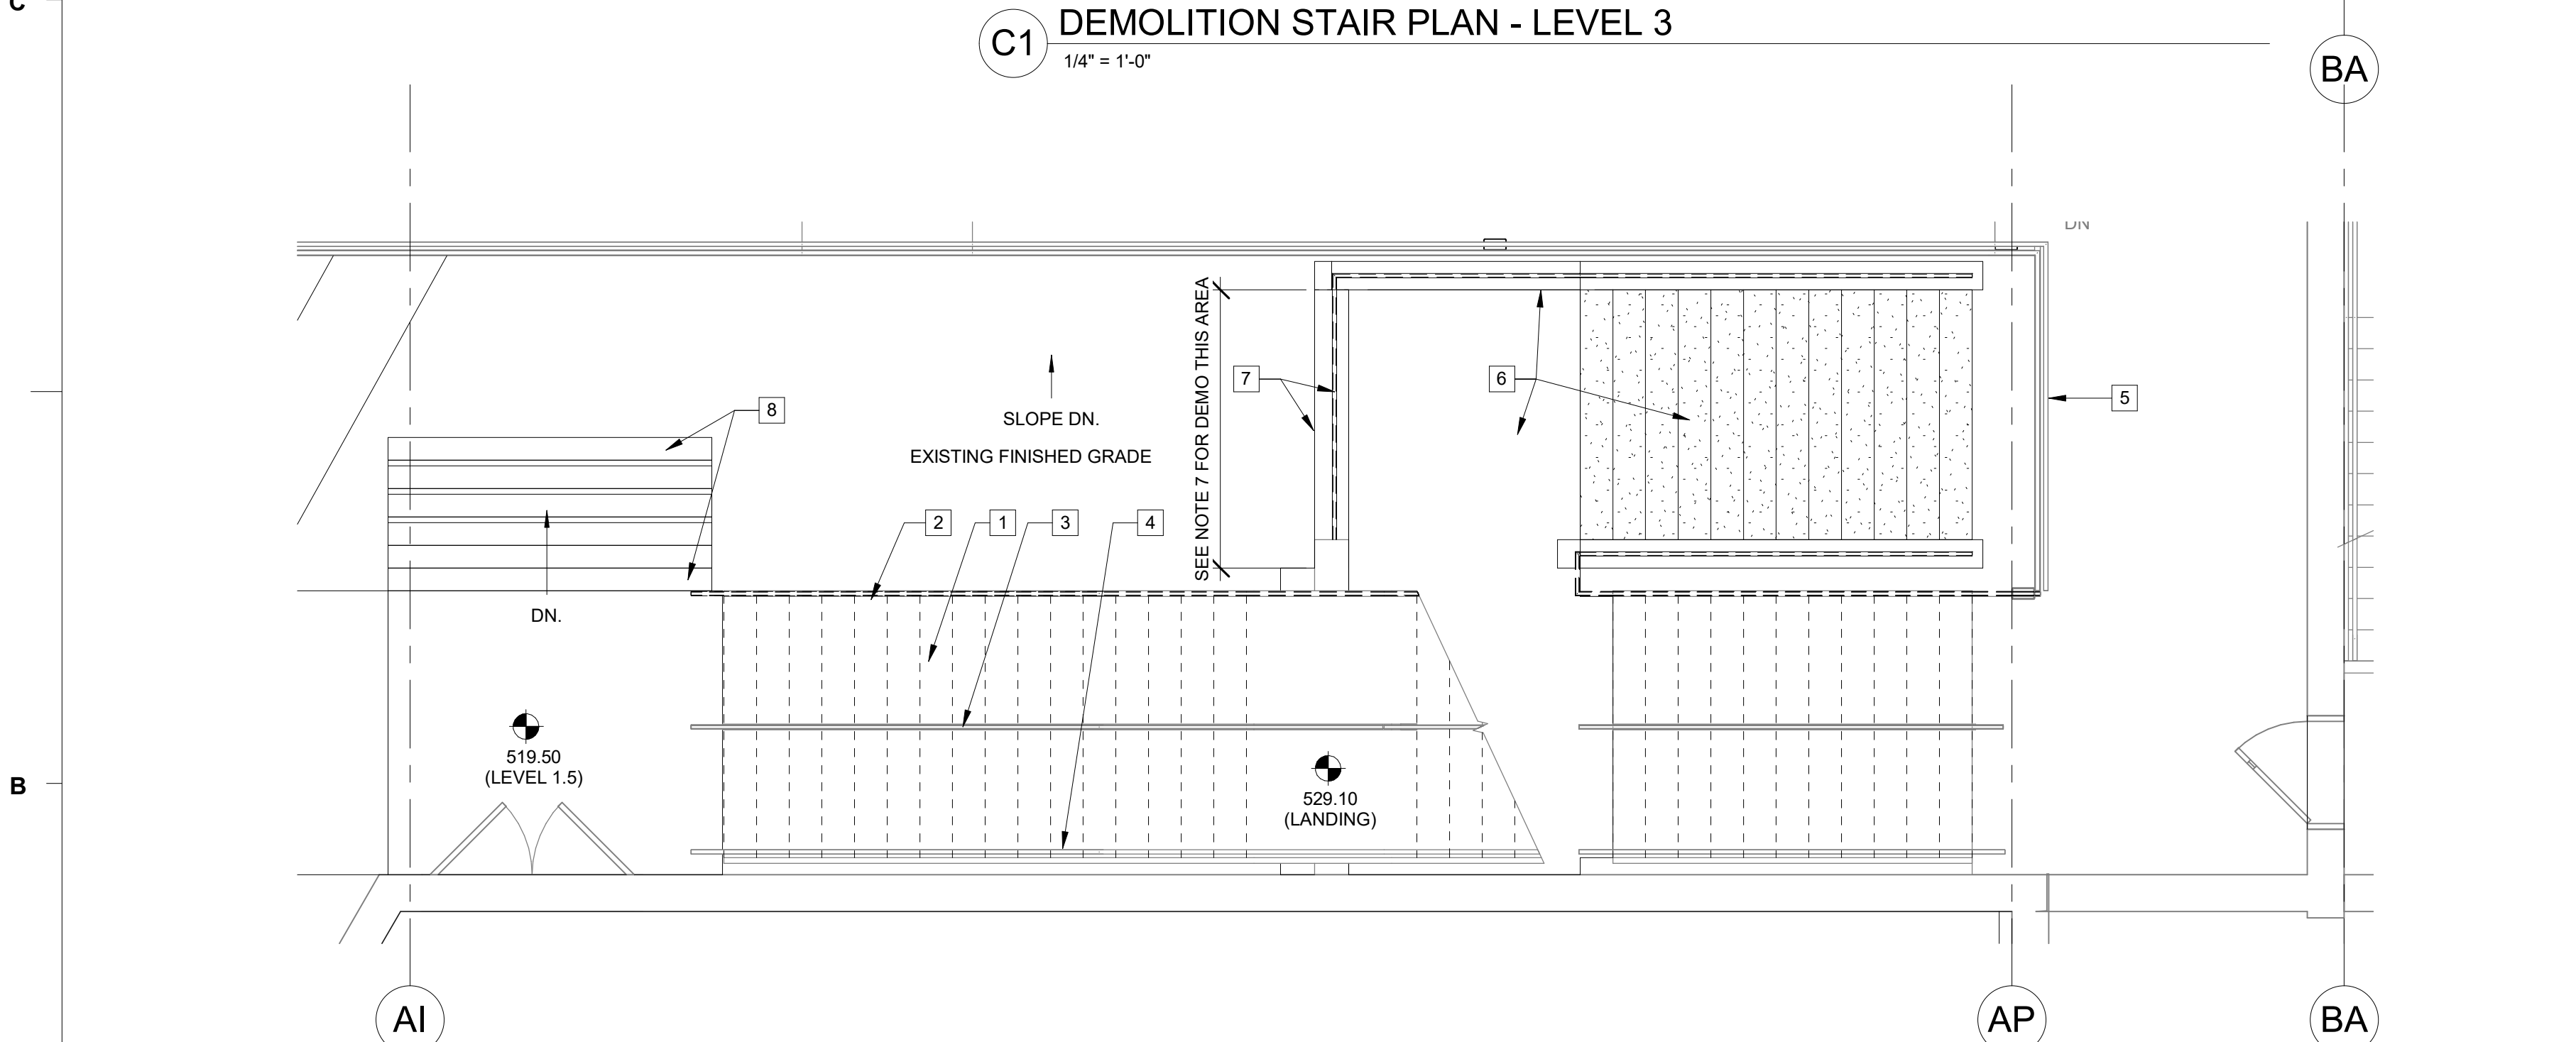 C
C1
DEMOLITION STAIR PLAN - LEVEL 3
1/4" = 1'-0"
BA
DN
SEE NOTE 7 FOR DEMO THIS AREA
7
6
5
8
SLOPE DN.
EXISTING FINISHED GRADE
2
1
3
4
DN.
519.50
(LEVEL 1.5)
529.10
(LANDING)
B
AI
AP
BA